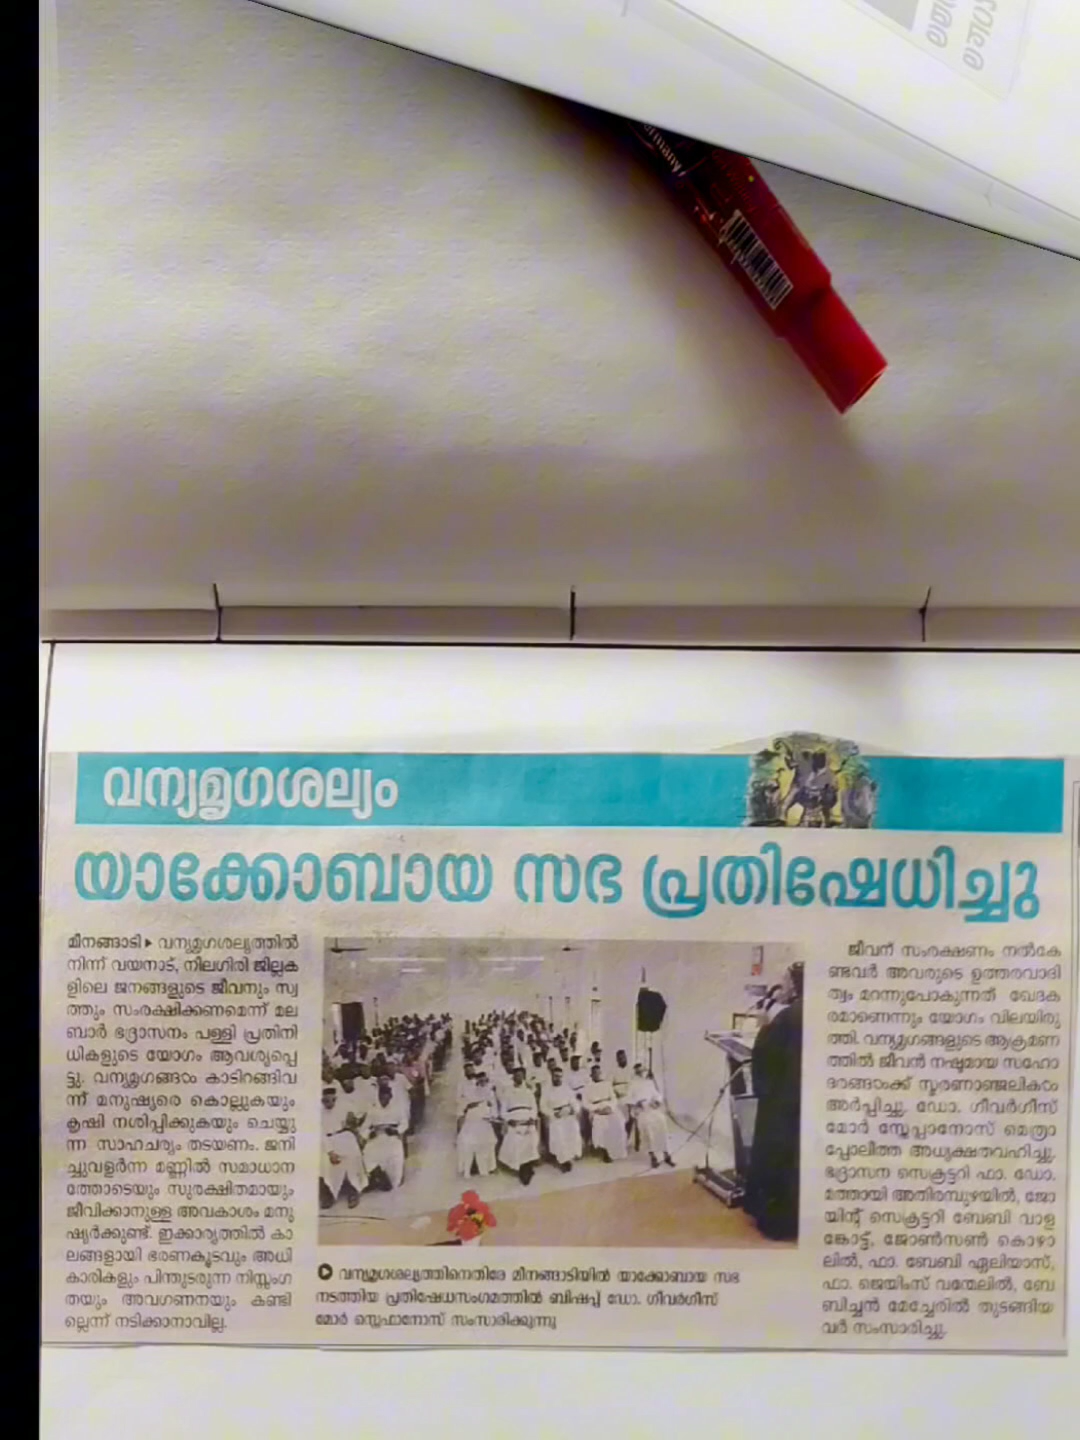 ermany
വന്യമൃഗശല്യം
യാക്കോബായ സഭ പ്രതിഷേധിച്ചു
മീനങ്ങാടി ▸ വന്യമൃഗശല്യത്തിൽ
നിന്ന് വയനാട്, നീലഗിരി ജില്ലക
ളിലെ ജനങ്ങളുടെ ജീവനും സ്വ
ത്തും സംരക്ഷിക്കണമെന്ന് മല
ബാർ ഭദ്രാസനം പള്ളി പ്രതിനി
ധികളുടെ യോഗം ആവശ്യപ്പെ
ട്ടു. വന്യമൃഗങ്ങൾ കാടിറങ്ങിവ
ന്ന് മനുഷ്യരെ കൊല്ലുകയും
കൃഷി നശിപ്പിക്കുകയും ചെയ്യു
ന്ന സാഹചര്യം തടയണം. ജനി
ച്ചുവളർന്ന മണ്ണിൽ സമാധാന
ത്തോടെയും സുരക്ഷിതമായും
ജീവിക്കാനുള്ള അവകാശം മനു
ഷ്യർക്കുണ്ട്. ഇക്കാര്യത്തിൽ കാ
ലങ്ങളായി ഭരണകൂടവും അധി
കാരികളും പിന്തുടരുന്ന നിസ്സംഗ
തയും അവഗണനയും കണ്ടി
ല്ലെന്ന് നടിക്കാനാവില്ല.
വന്യമൃഗശല്യത്തിനെതിരേ മീനങ്ങാടിയിൽ യാക്കോബായ സഭ
നടത്തിയ പ്രതിഷേധസംഗമത്തിൽ ബിഷപ്പ് ഡോ. ഗീവർഗീസ്
മോർ സ്തെഫാനോസ് സംസാരിക്കുന്നു
ജീവന് സംരക്ഷണം നൽകേ
ണ്ടവർ അവരുടെ ഉത്തരവാദി
ത്വം മറന്നുപോകുന്നത് ഖേദക
രമാണെന്നും യോഗം വിലയിരു
ത്തി. വന്യമൃഗങ്ങളുടെ ആക്രമണ
ത്തിൽ ജീവൻ നഷ്ടമായ സഹോ
ദരങ്ങൾക്ക് സ്മരണാഞ്ജലികൾ
അർപ്പിച്ചു. ഡോ. ഗീവർഗീസ്
മോർ സ്തേപ്പാനോസ് മെത്രാ
പ്പോലീത്ത അധ്യക്ഷതവഹിച്ചു.
ഭദ്രാസന സെക്രട്ടറി ഫാ. ഡോ.
മത്തായി അതിരമ്പുഴയിൽ, ജോ
യിന്റ് സെക്രട്ടറി ബേബി വാള
ങ്കോട്ട്, ജോൺസൺ കൊഴാ
ലിൽ, ഫാ. ബേബി ഏലിയാസ്,
ഫാ. ജെയിംസ് വന്മേലിൽ, ബേ
ബിച്ചൻ മേച്ചേരിൽ തുടങ്ങിയ
വർ സംസാരിച്ചു.